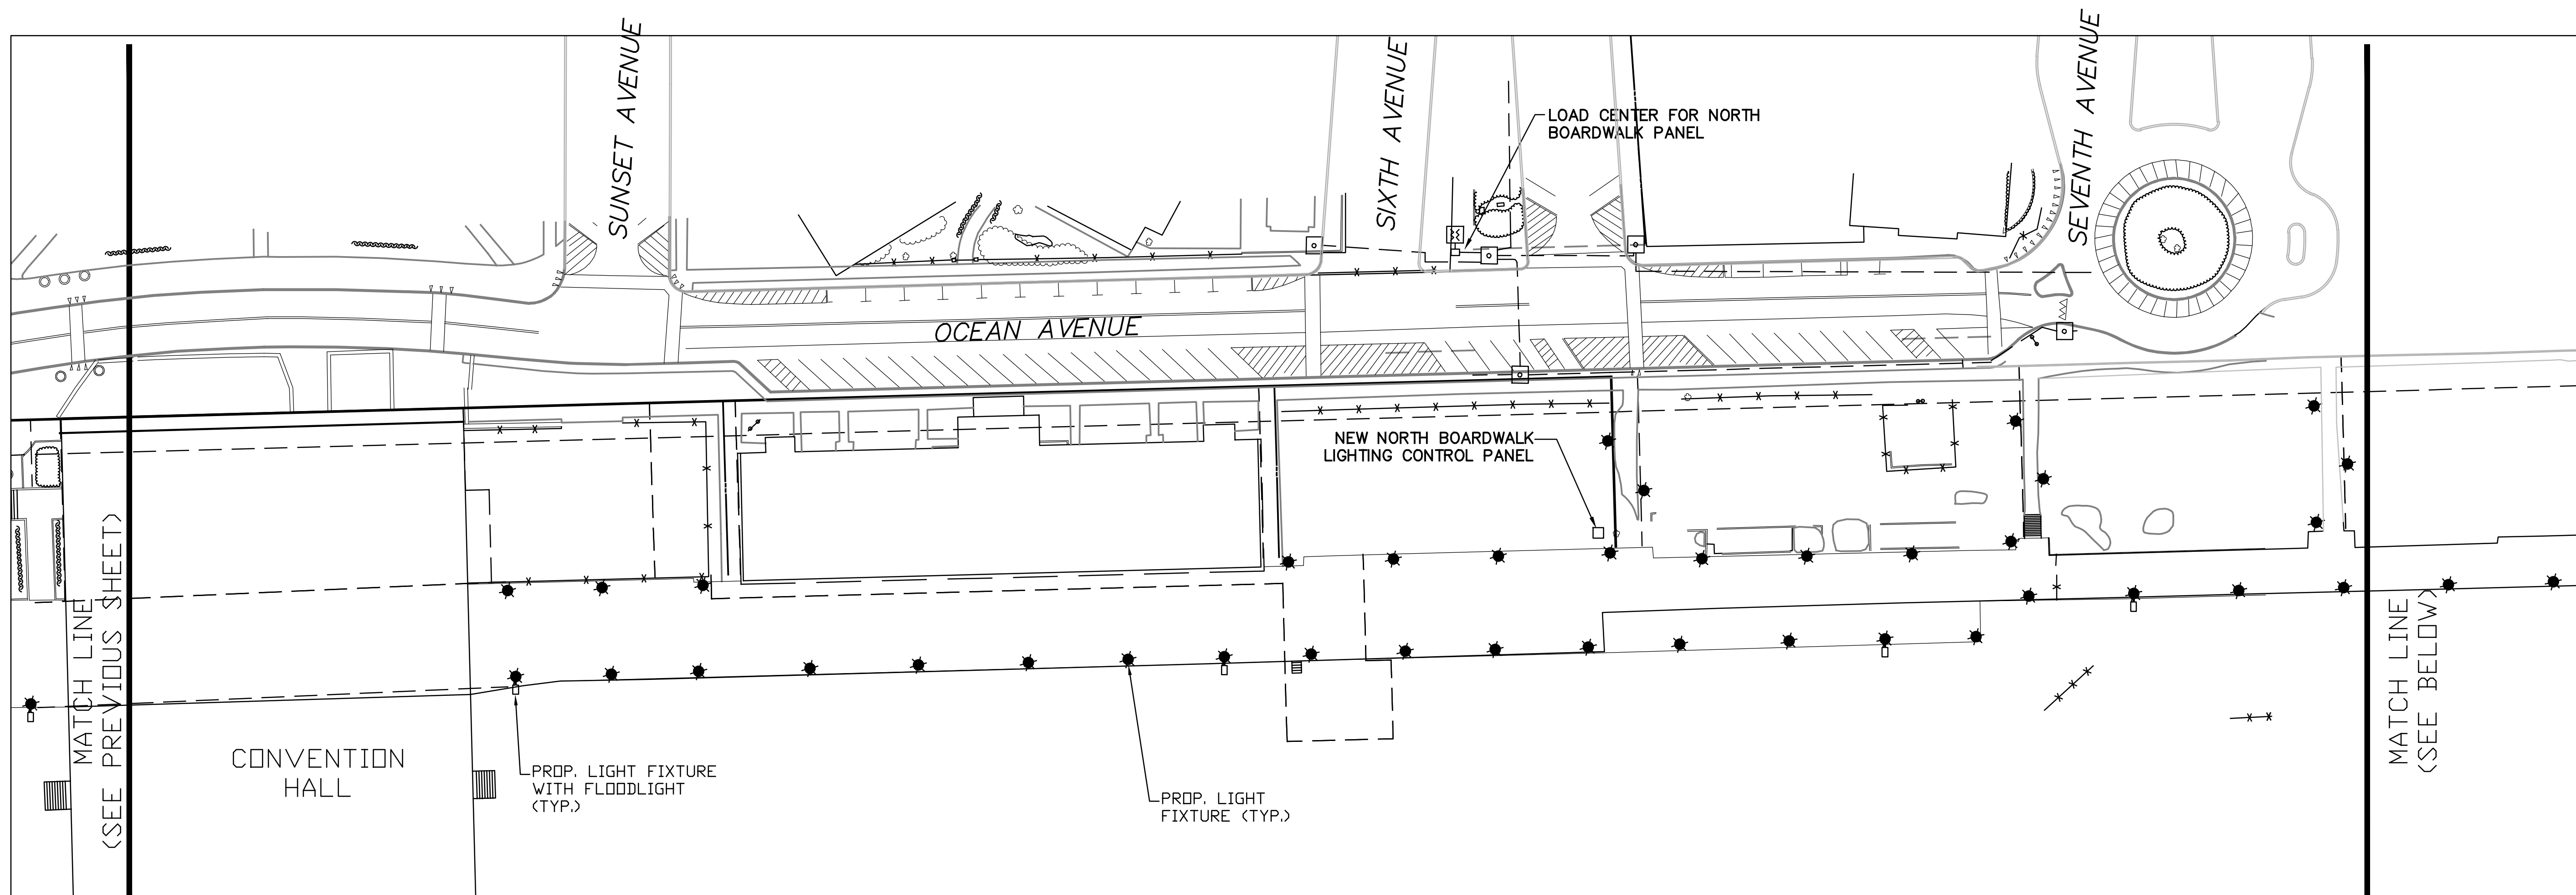 SUNSET AVENUE
SIXTH AVENUE
SEVENTH AVENUE
LOAD CENTER FOR NORTH
BOARDWALK PANEL
OCEAN AVENUE
NEW NORTH BOARDWALK
LIGHTING CONTROL PANEL
MATCH LINE
(SEE PREVIOUS SHEET)
CONVENTION
HALL
PROP. LIGHT FIXTURE
WITH FLOODLIGHT
(TYP.)
PROP. LIGHT
FIXTURE (TYP.)
MATCH LINE
(SEE BELOW)